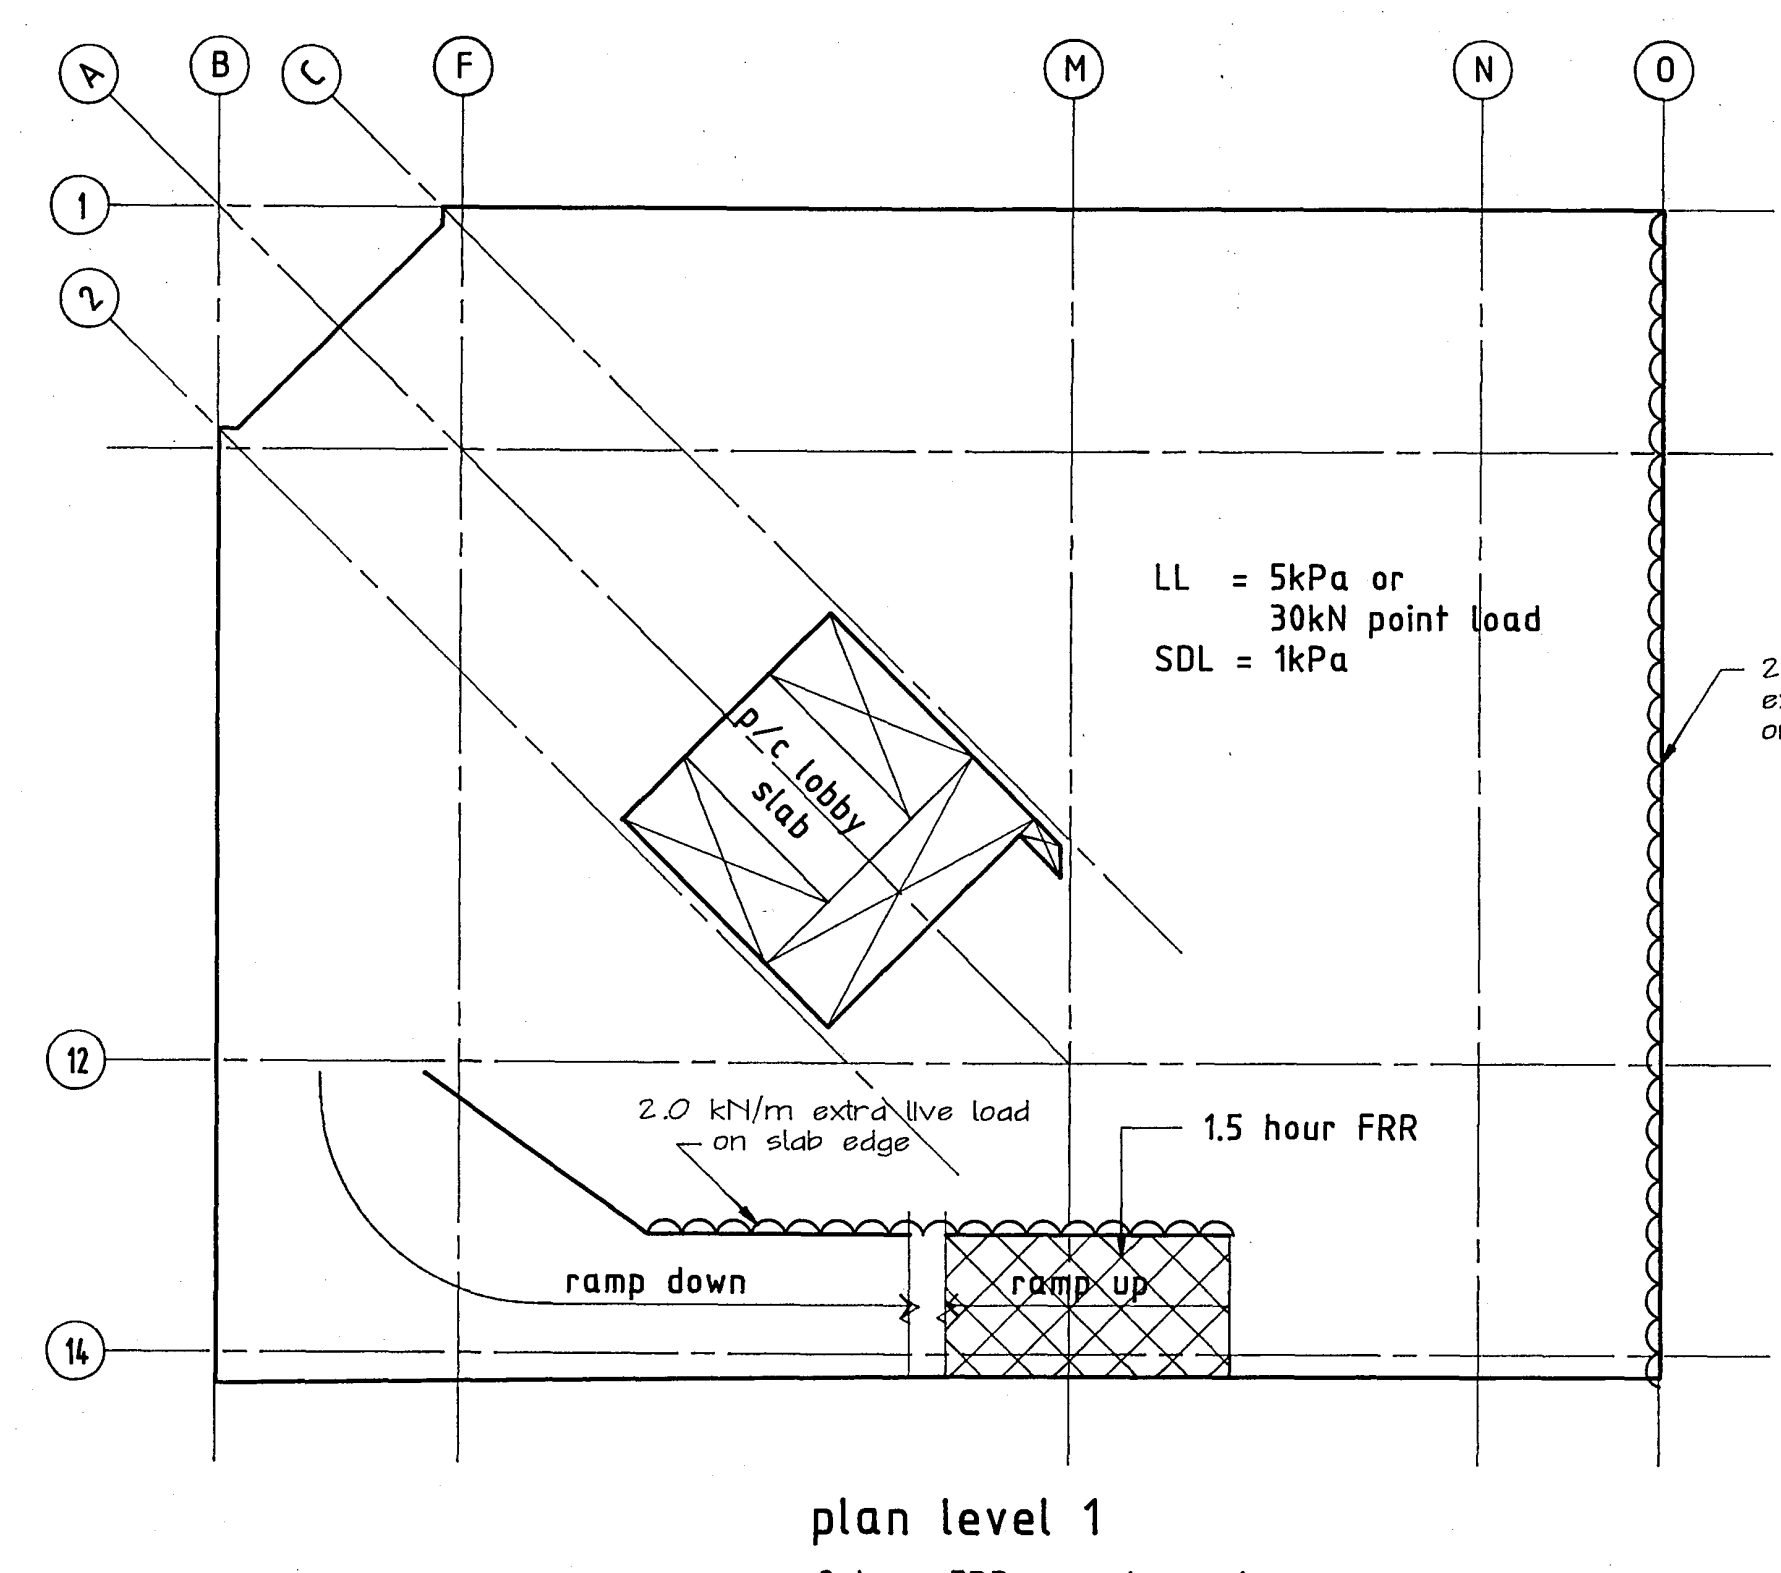 A
B
C
F
M
N
O
1
2
LL = 5kPa or
30kN point load
SDL = 1kPa
2
p/c lobby
slab
12
2.0 kN/m extra live load
on slab edge
1.5 hour FRR
ramp down
ramp up
14
plan level 1